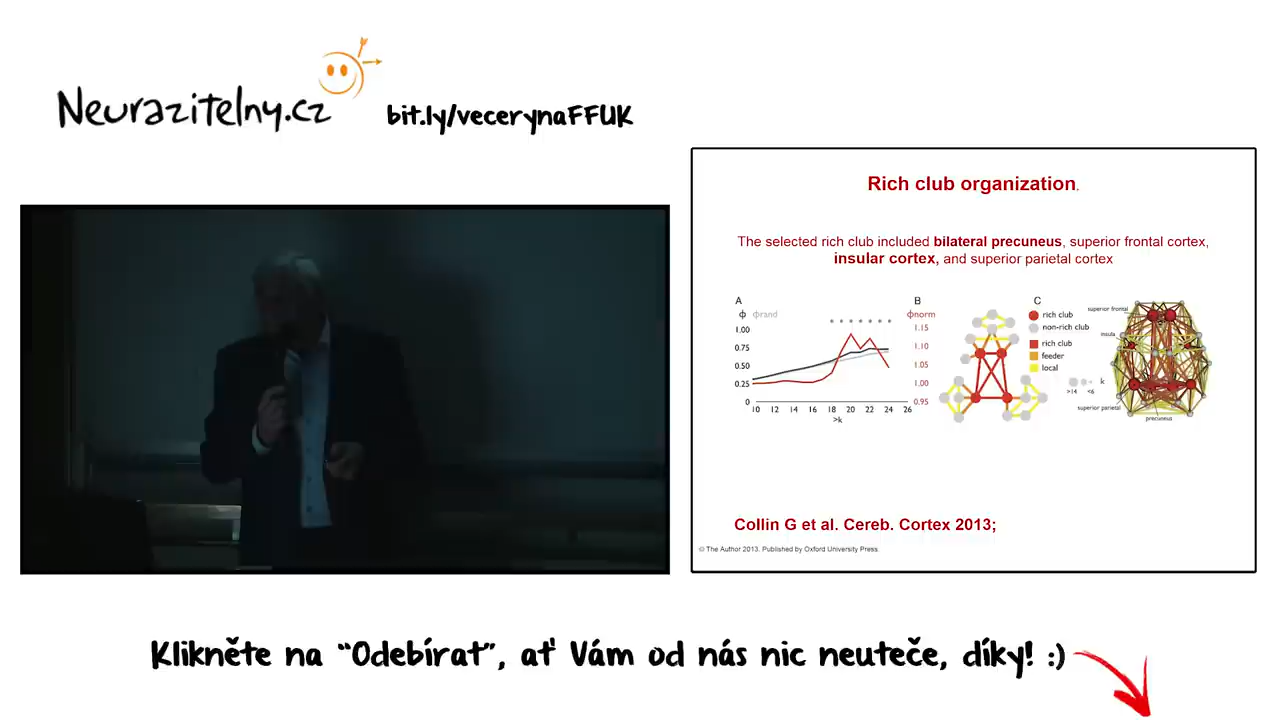 Neurazitelny.cz
bit.ly/vecerynaFFUK
Rich club organization.
The selected rich club included bilateral precuneus, superior frontal cortex,
insular cortex, and superior parietal cortex
A
ϕ ϕrand
1.00
0.75
0.50
0.25
0
10 12 14 16 18 20 22 24 26
>k
B
ϕnorm
1.15
1.10
1.05
1.00
0.95
C
rich club
non-rich club
rich club
feeder
local
k
>14 <6
superior frontal
insula
superior parietal
precuneus
Collin G et al. Cereb. Cortex 2013;
© The Author 2013. Published by Oxford University Press.
Klikněte na “Odebírat”, ať Vám od nás nic neuteče, díky! :)